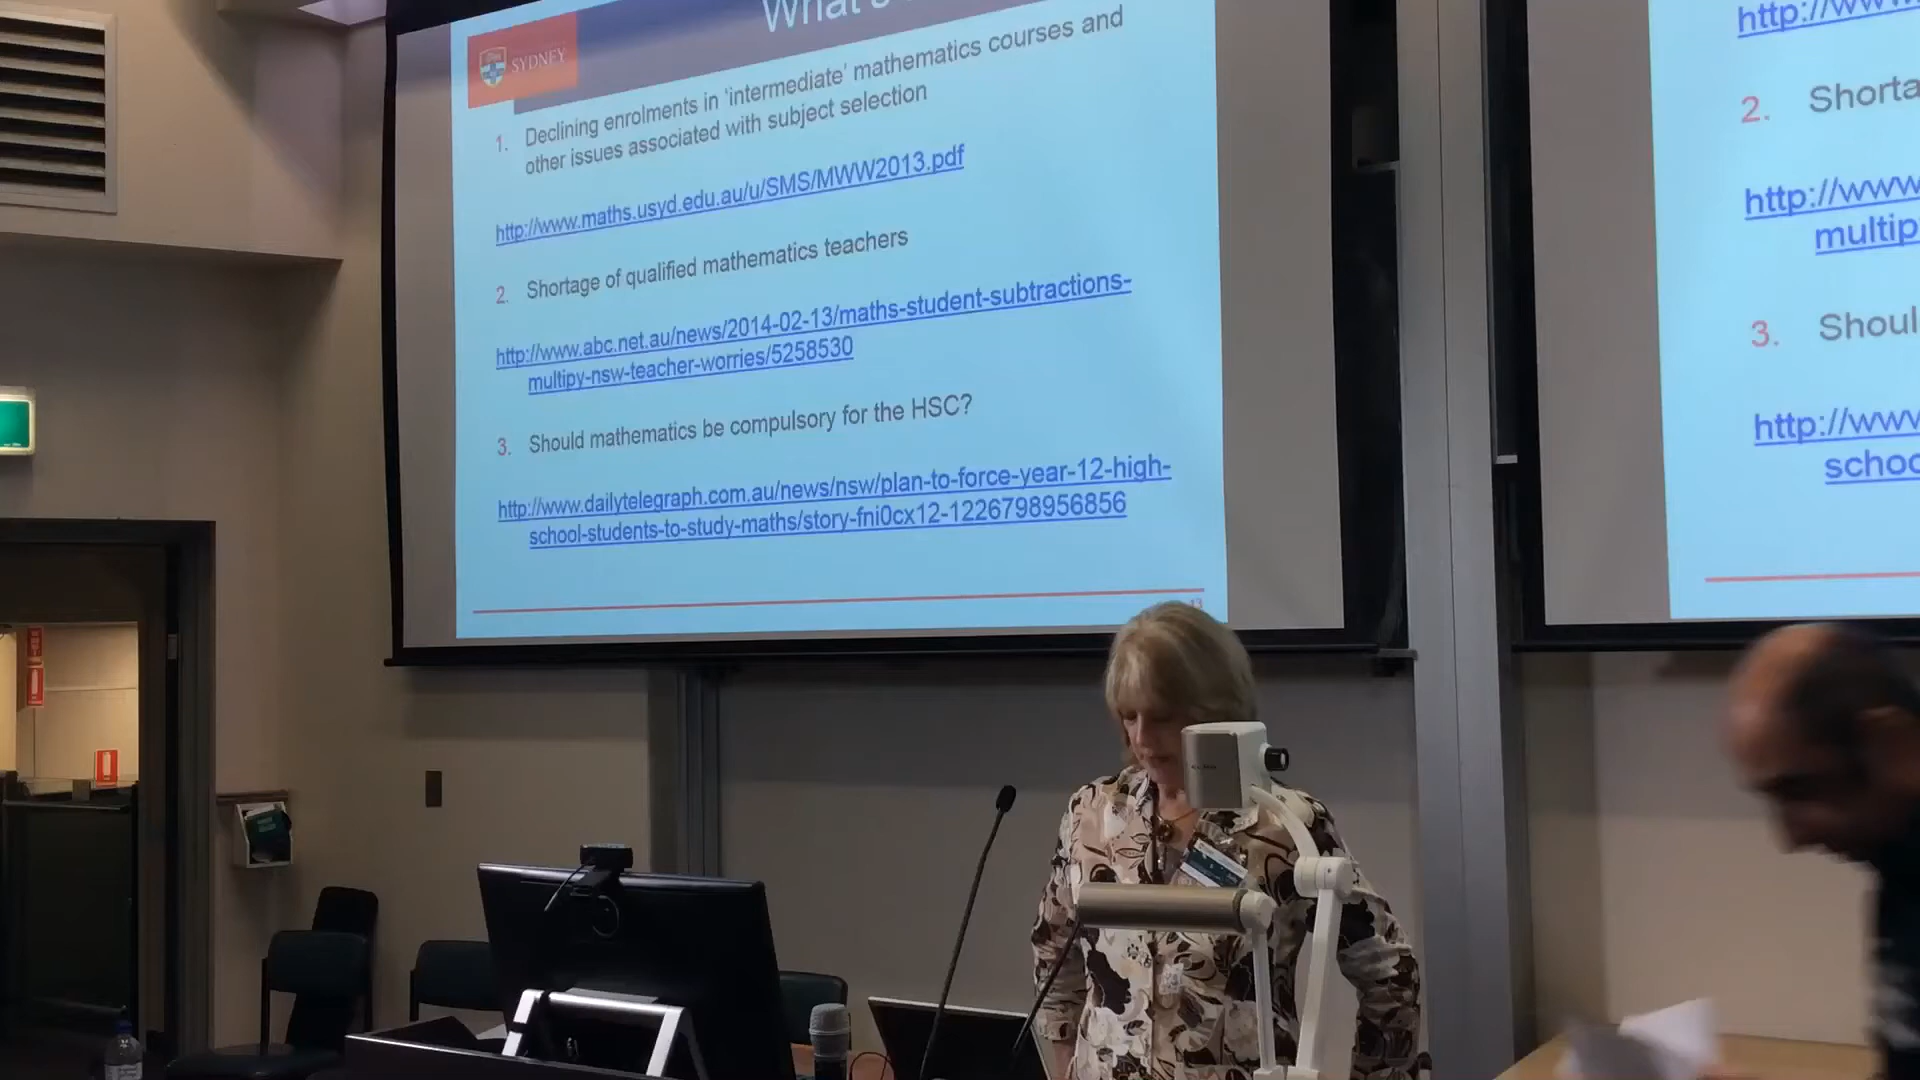 What's
SYDNEY
1. Declining enrolments in 'intermediate' mathematics courses and
other issues associated with subject selection
http://www.maths.usyd.edu.au/u/SMS/MWW2013.pdf
2. Shortage of qualified mathematics teachers
http://www.abc.net.au/news/2014-02-13/maths-student-subtractions-
multipy-nsw-teacher-worries/5258530
3. Should mathematics be compulsory for the HSC?
http://www.dailytelegraph.com.au/news/nsw/plan-to-force-year-12-high-
school-students-to-study-maths/story-fni0cx12-1226798956856
13
http://www
2. Shorta
http://www
multip
3. Shoul
http://www
schoo